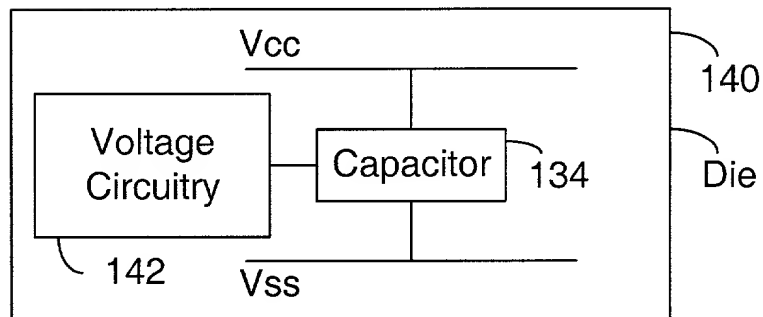 Vcc
140
Voltage
Circuitry
Capacitor
134
Die
142
Vss